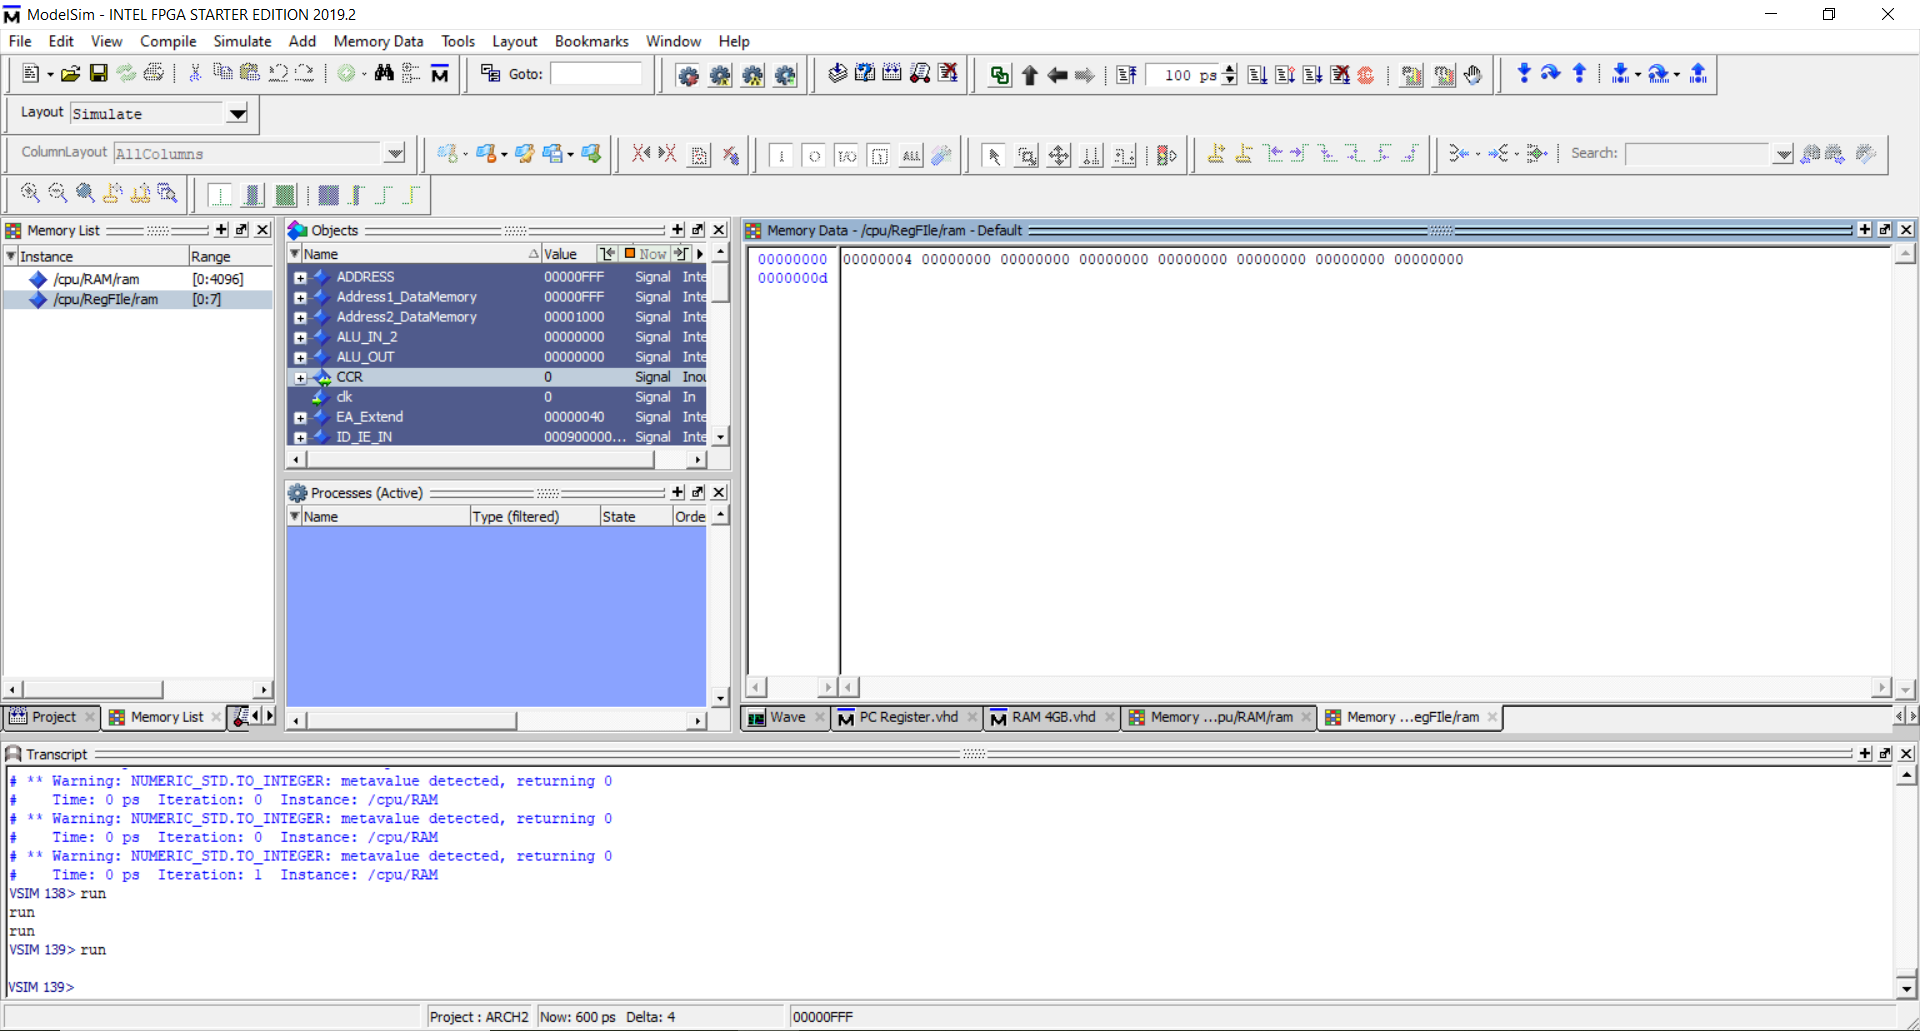 ModelSim - INTEL FPGA STARTER EDITION 2019.2
File Edit View Compile Simulate Add Memory Data Tools Layout Bookmarks Window Help
Goto:
100 ps
Layout Simulate
ColumnLayout AllColumns
ALL
Search:
Memory List
Instance Range
/cpu/RAM/ram [0:4096]
/cpu/RegFIle/ram [0:7]
Project
Memory List
Objects
Name Value Now
ADDRESS 00000FFF Signal Inte
Address1_DataMemory 00000FFF Signal Inte
Address2_DataMemory 00001000 Signal Inte
ALU_IN_2 00000000 Signal Inte
ALU_OUT 00000000 Signal Inte
CCR 0 Signal Inou
clk 0 Signal In
EA_Extend 00000040 Signal Inte
ID_IE_IN 000900000... Signal Inte
Processes (Active)
Name Type (filtered) State Orde
Memory Data - /cpu/RegFIle/ram - Default
00000000 00000004 00000000 00000000 00000000 00000000 00000000 00000000 00000000
0000000d
Wave
PC Register.vhd
RAM 4GB.vhd
Memory ...pu/RAM/ram
Memory ...egFIle/ram
Transcript
# ** Warning: NUMERIC_STD.TO_INTEGER: metavalue detected, returning 0
# Time: 0 ps Iteration: 0 Instance: /cpu/RAM
# ** Warning: NUMERIC_STD.TO_INTEGER: metavalue detected, returning 0
# Time: 0 ps Iteration: 0 Instance: /cpu/RAM
# ** Warning: NUMERIC_STD.TO_INTEGER: metavalue detected, returning 0
# Time: 0 ps Iteration: 1 Instance: /cpu/RAM
VSIM 138> run
run
run
VSIM 139> run
VSIM 139>
Project : ARCH2 Now: 600 ps Delta: 4 00000FFF